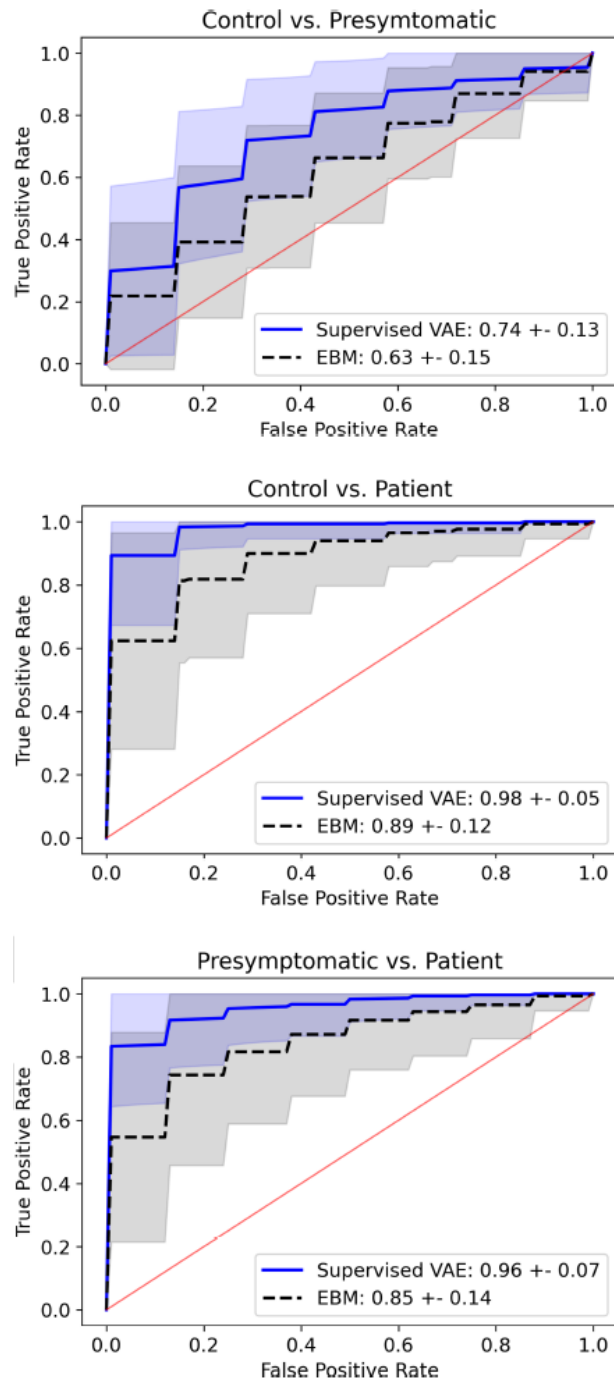 Control vs. Presymtomatic
1.0
0.8
0.6
0.4
0.2
0.0
True Positive Rate
Supervised VAE: 0.74 +- 0.13
EBM: 0.63 +- 0.15
0.0 0.2 0.4 0.6 0.8 1.0
False Positive Rate
Control vs. Patient
1.0
0.8
0.6
0.4
0.2
0.0
True Positive Rate
Supervised VAE: 0.98 +- 0.05
EBM: 0.89 +- 0.12
0.0 0.2 0.4 0.6 0.8 1.0
False Positive Rate
Presymptomatic vs. Patient
1.0
0.8
0.6
0.4
0.2
0.0
True Positive Rate
Supervised VAE: 0.96 +- 0.07
EBM: 0.85 +- 0.14
0.0 0.2 0.4 0.6 0.8 1.0
False Positive Rate